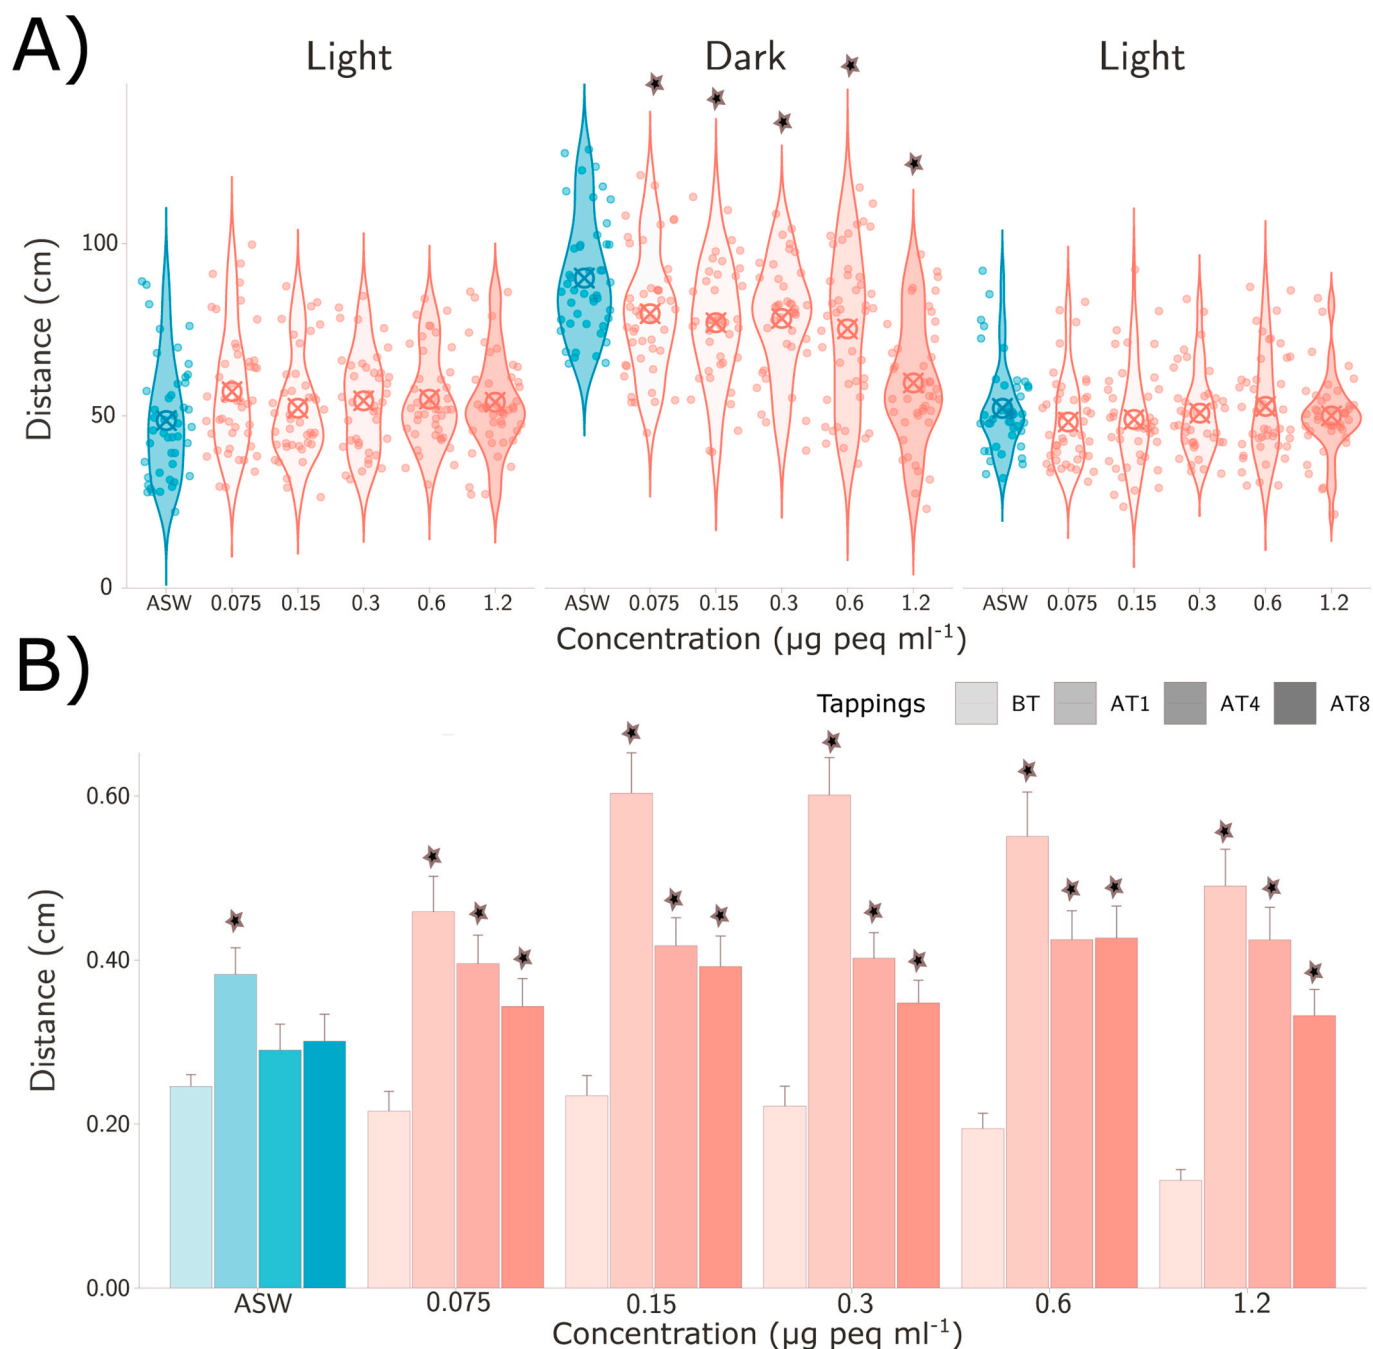 A)
Light Dark Light
Distance (cm)
100
50
0
ASW 0.075 0.15 0.3 0.6 1.2 ASW 0.075 0.15 0.3 0.6 1.2 ASW 0.075 0.15 0.3 0.6 1.2
Concentration (µg peq ml⁻¹)
B)
Tappings BT AT1 AT4 AT8
Distance (cm)
0.60
0.40
0.20
0.00
ASW 0.075 0.15 0.3 0.6 1.2
Concentration (µg peq ml⁻¹)